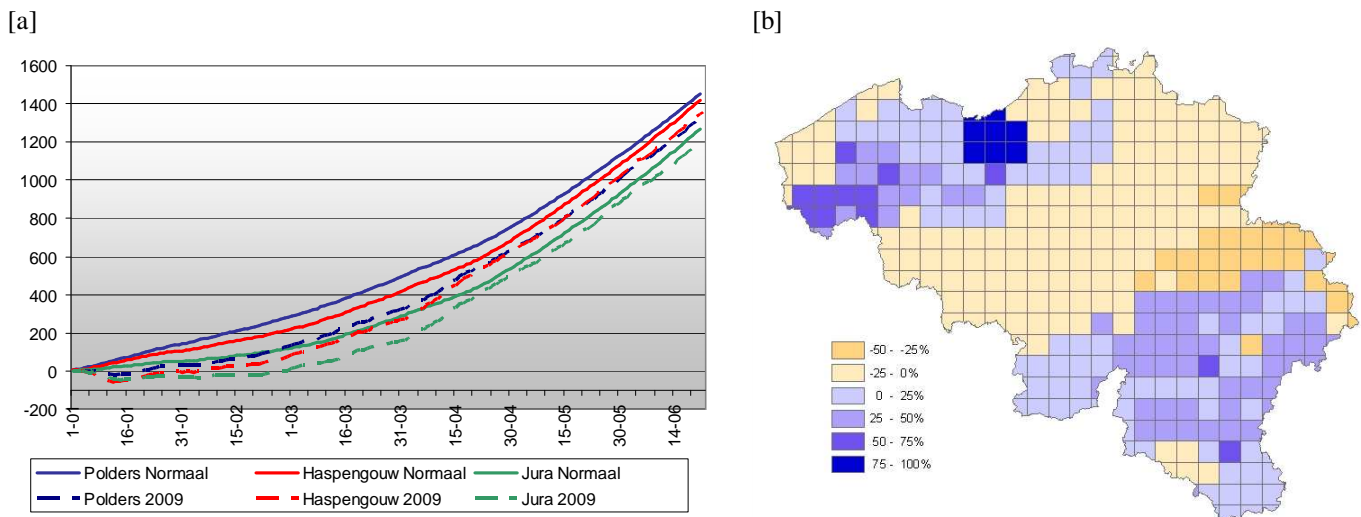 [a]
1600
1400
1200
1000
800
600
400
200
0
-200
1-01
16-01
31-01
15-02
1-03
16-03
31-03
15-04
30-04
15-05
30-05
14-06
Polders Normaal
Haspengouw Normaal
Jura Normaal
Polders 2009
Haspengouw 2009
Jura 2009
[b]
-50 - -25%
-25 - 0%
0 - 25%
25 - 50%
50 - 75%
75 - 100%